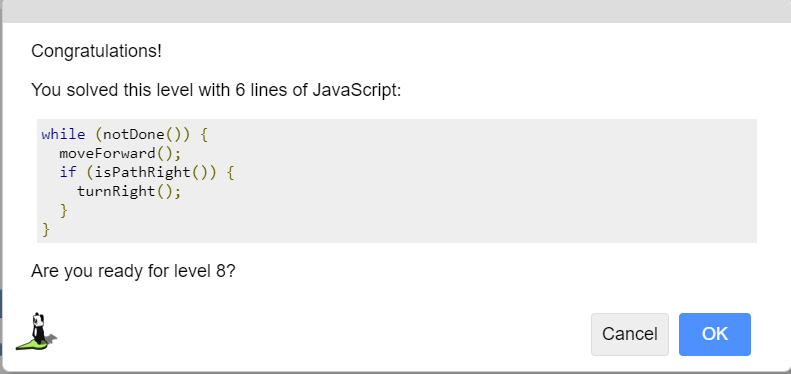 Congratulations!
You solved this level with 6 lines of JavaScript:
while (notDone()) {
  moveForward();
  if (isPathRight()) {
    turnRight();
  }
}
Are you ready for level 8?
Cancel
OK